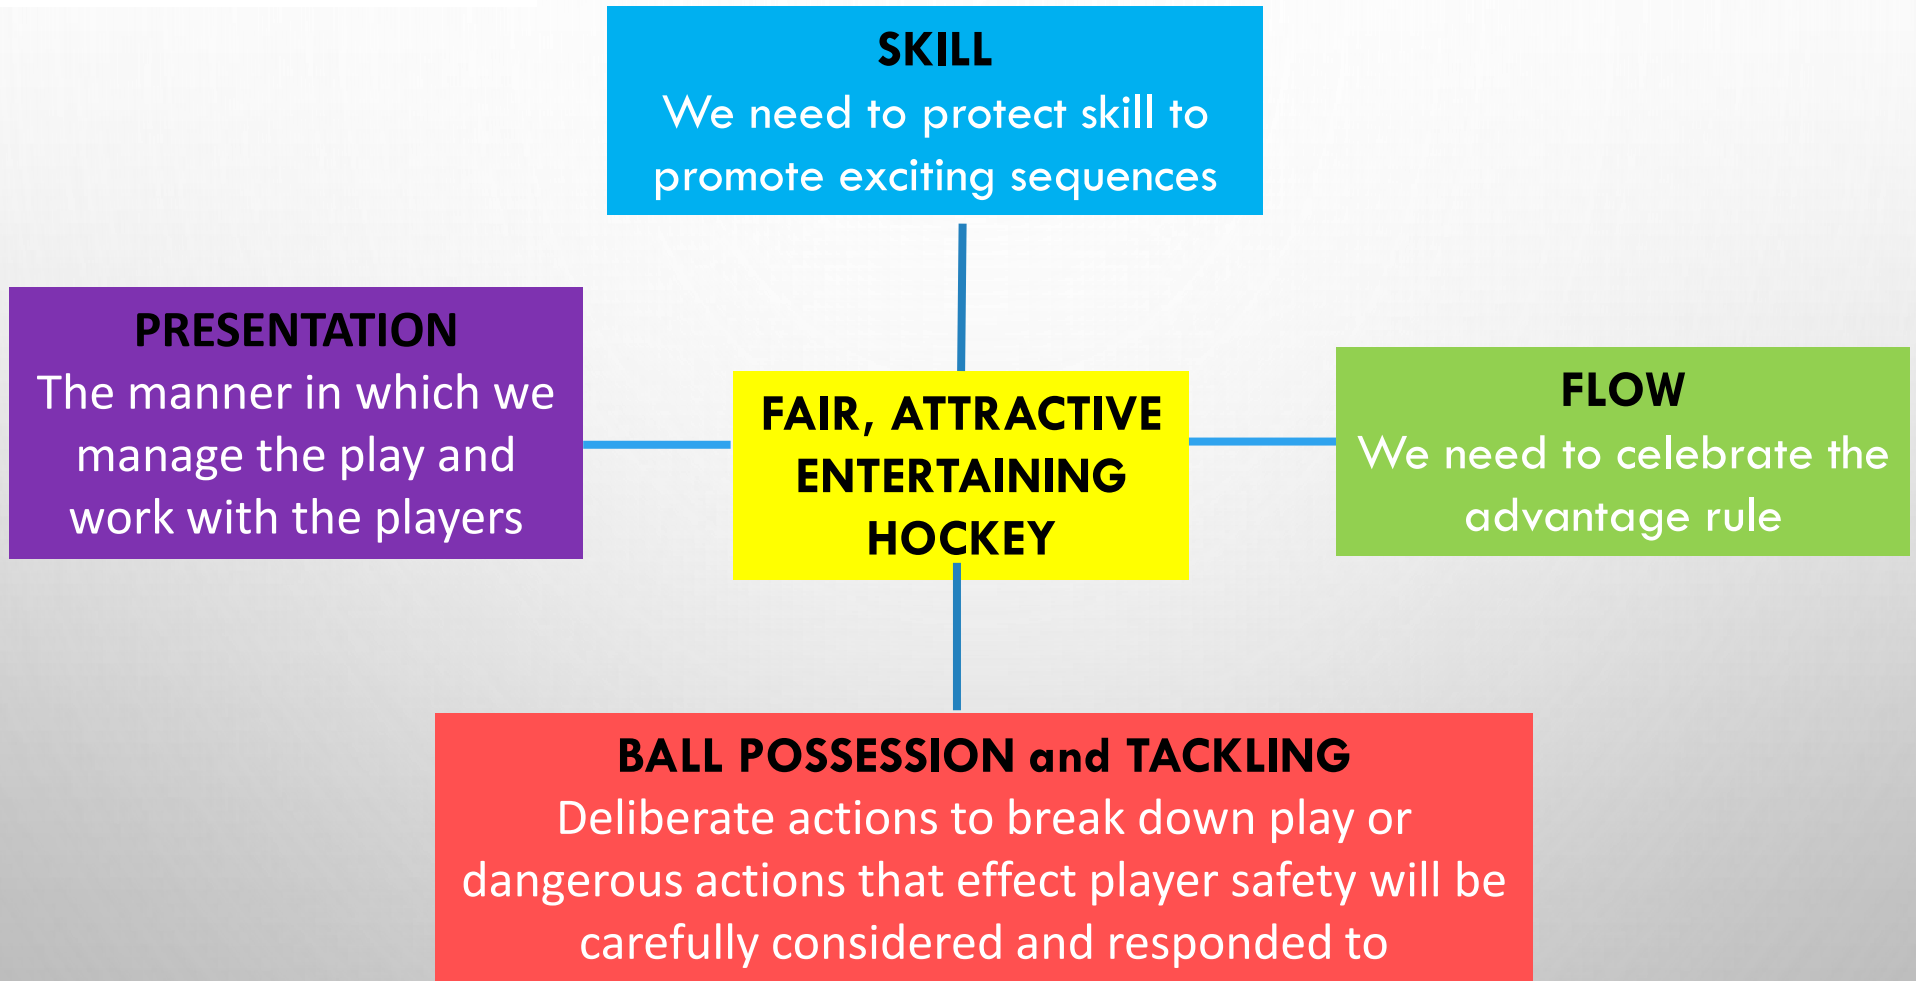 SKILL
We need to protect skill to
promote exciting sequences
PRESENTATION
The manner in which we
manage the play and
work with the players
FAIR, ATTRACTIVE
ENTERTAINING
HOCKEY
FLOW
We need to celebrate the
advantage rule
BALL POSSESSION and TACKLING
Deliberate actions to break down play or
dangerous actions that effect player safety will be
carefully considered and responded to